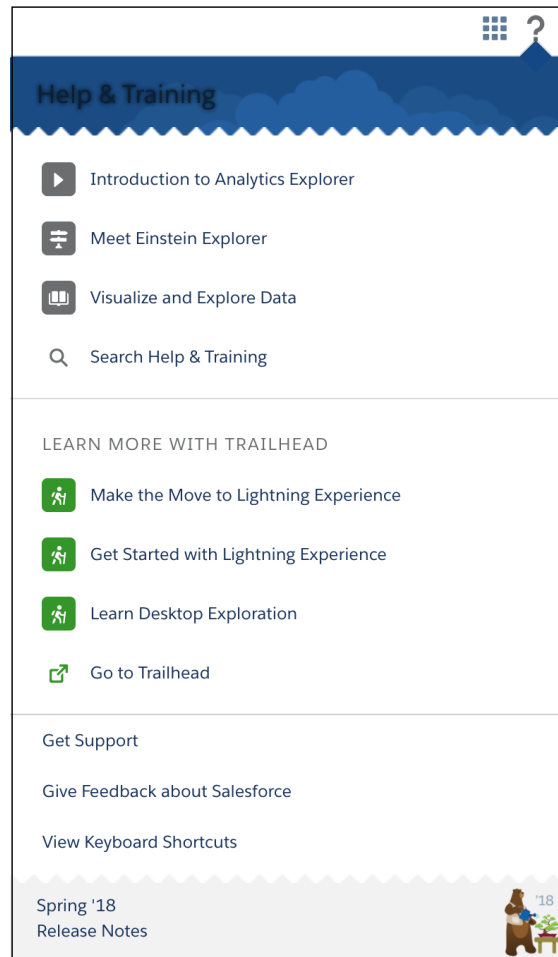 ?
Help & Training
Introduction to Analytics Explorer
Meet Einstein Explorer
Visualize and Explore Data
Search Help & Training
LEARN MORE WITH TRAILHEAD
Make the Move to Lightning Experience
Get Started with Lightning Experience
Learn Desktop Exploration
Go to Trailhead
Get Support
Give Feedback about Salesforce
View Keyboard Shortcuts
Spring '18
Release Notes
'18